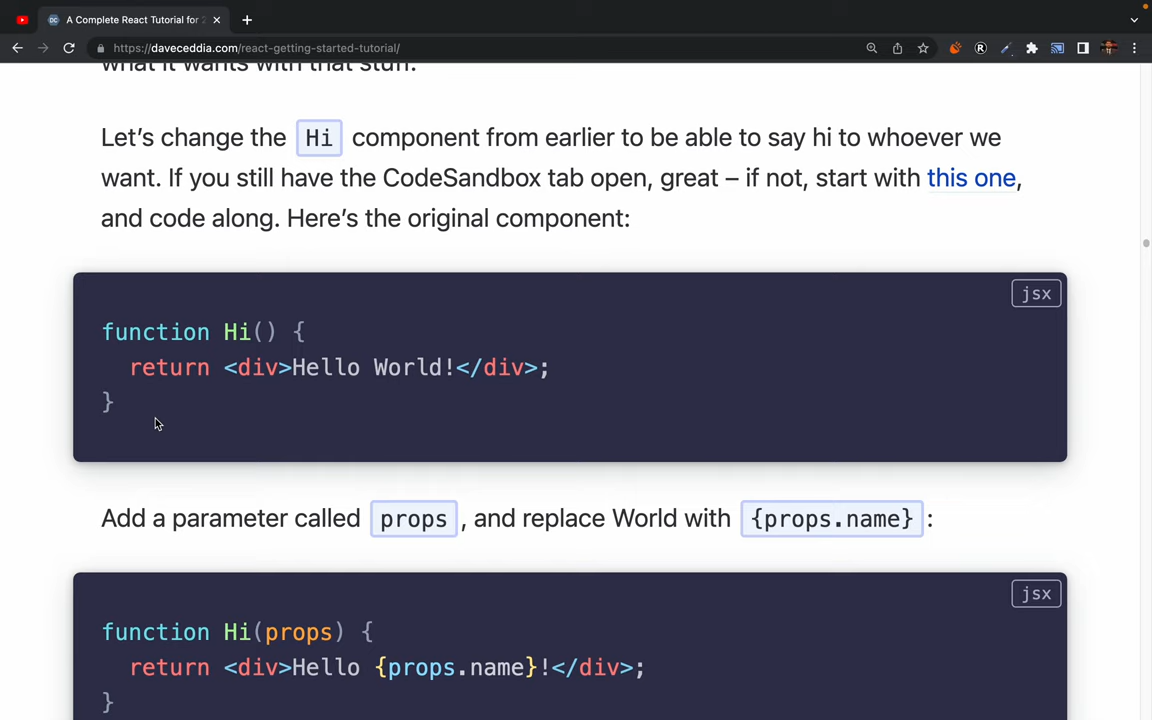 A Complete React Tutorial for 2
https://daveceddia.com/react-getting-started-tutorial/
what it wants with that stuff.
Let’s change the Hi component from earlier to be able to say hi to whoever we
want. If you still have the CodeSandbox tab open, great – if not, start with this one,
and code along. Here’s the original component:
jsx
function Hi() {
return <div>Hello World!</div>;
}
Add a parameter called props, and replace World with {props.name}:
jsx
function Hi(props) {
return <div>Hello {props.name}!</div>;
}